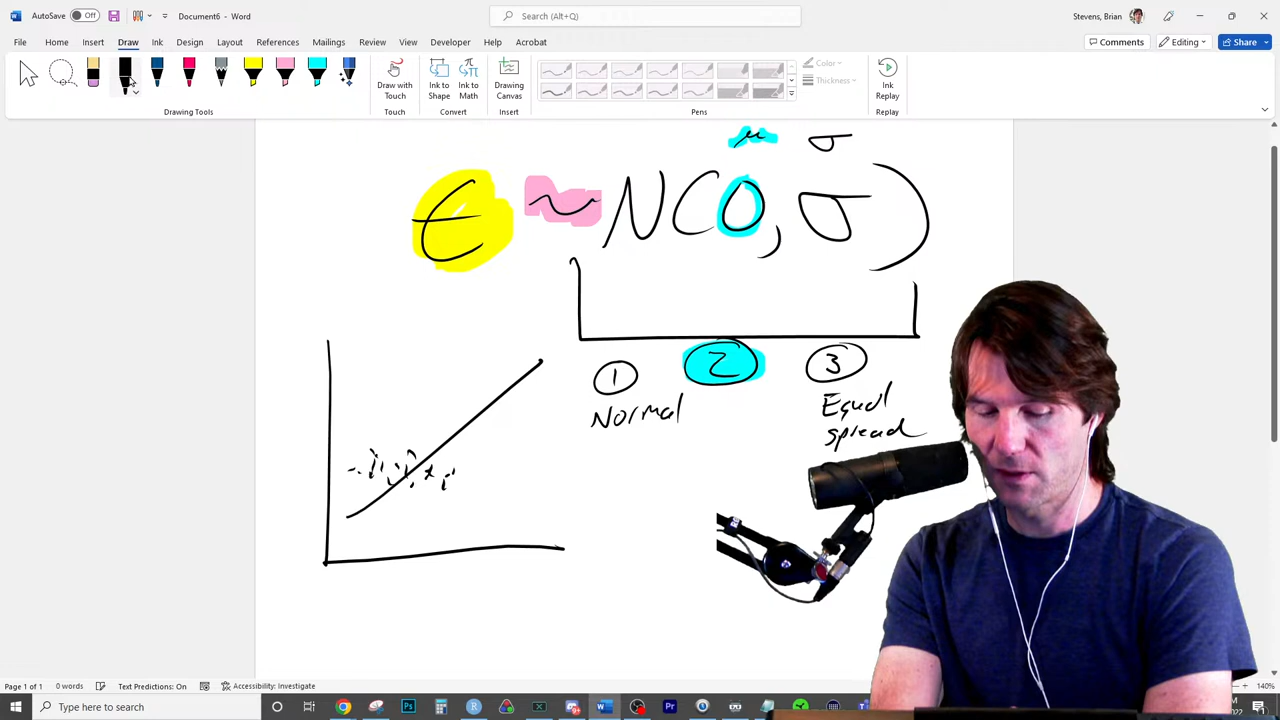 AutoSave Off Document6 - Word Search (Alt+Q) Stevens, Brian
File Home Insert Draw Ink Design Layout References Mailings Review View Developer Help Acrobat Comments Editing Share
Draw with Touch Ink to Shape Ink to Math Drawing Canvas Color Thickness Ink Replay
Drawing Tools Touch Convert Insert Pens Replay
μ σ
ϵ ~ N(0, σ)
1 2 3
Normal Equal
spread
Page 1 of 1 0 words Text Predictions: On Accessibility: Investigate 140%
Type here to search